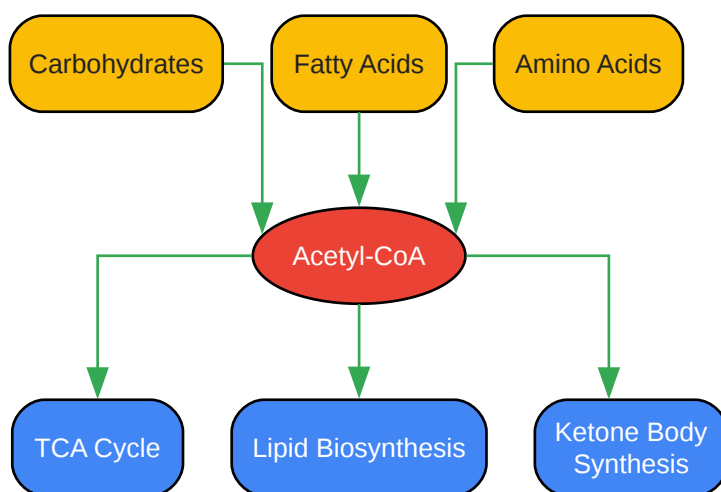 Carbohydrates
Fatty Acids
Amino Acids
Acetyl-CoA
TCA Cycle
Lipid Biosynthesis
Ketone Body
Synthesis